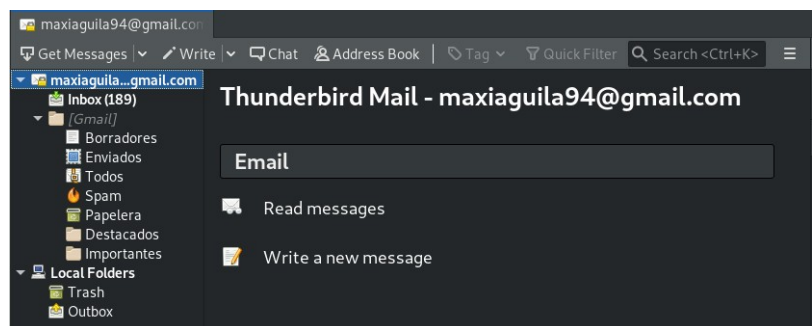 maxiaguila94@gmail.com
Get Messages Write Chat Address Book Tag Quick Filter Search <Ctrl+K>
maxiaguila...gmail.com
Inbox (189)
[Gmail]
Borradores
Enviados
Todos
Spam
Papelera
Destacados
Importantes
Local Folders
Trash
Outbox
Thunderbird Mail - maxiaguila94@gmail.com
Email
Read messages
Write a new message